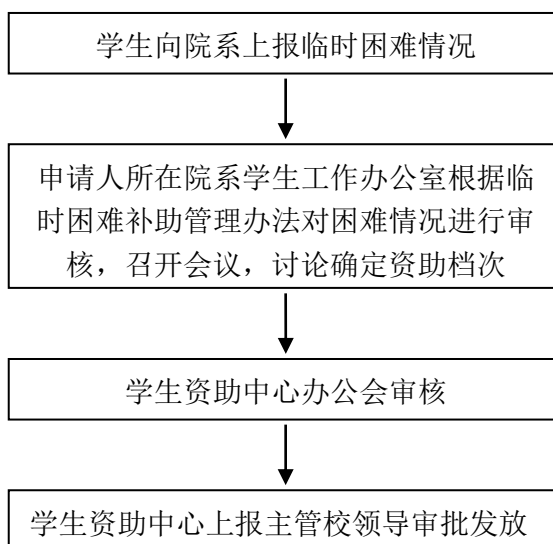 学生向院系上报临时困难情况
申请人所在院系学生工作办公室根据临
时困难补助管理办法对困难情况进行审
核，召开会议，讨论确定资助档次
学生资助中心办公会审核
学生资助中心上报主管校领导审批发放